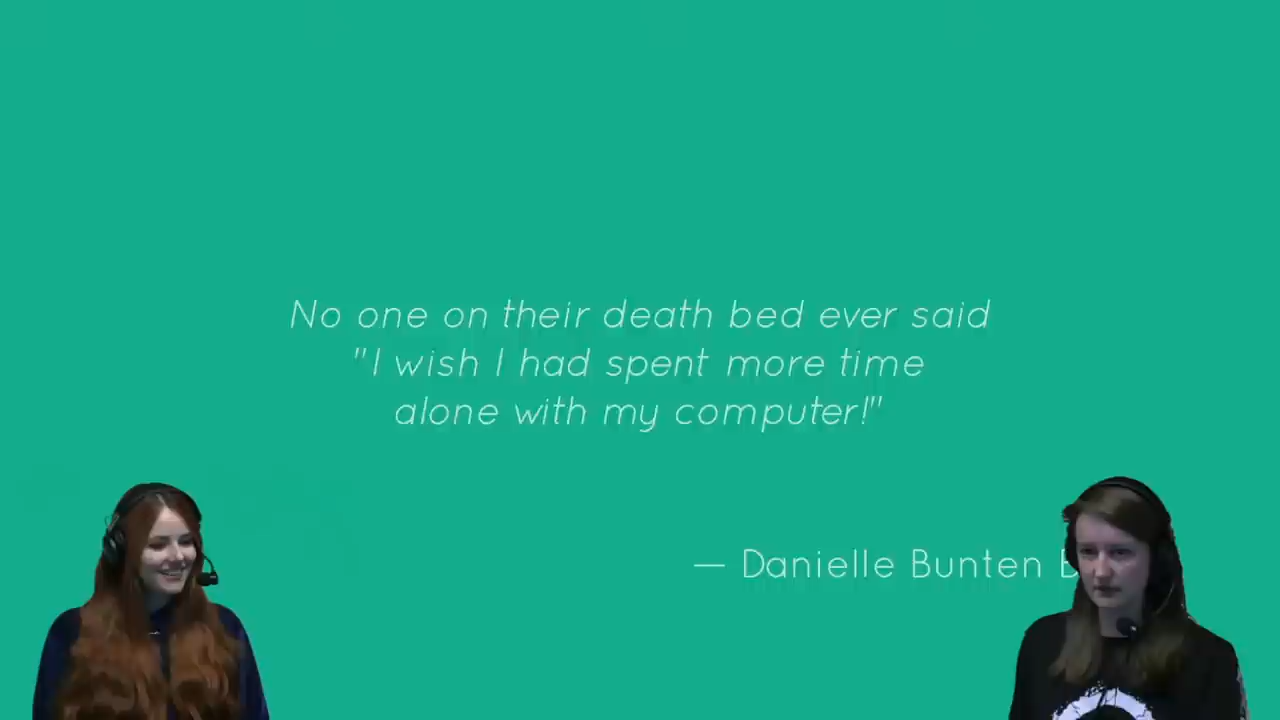 No one on their death bed ever said
"I wish I had spent more time
alone with my computer!"
— Danielle Bunten